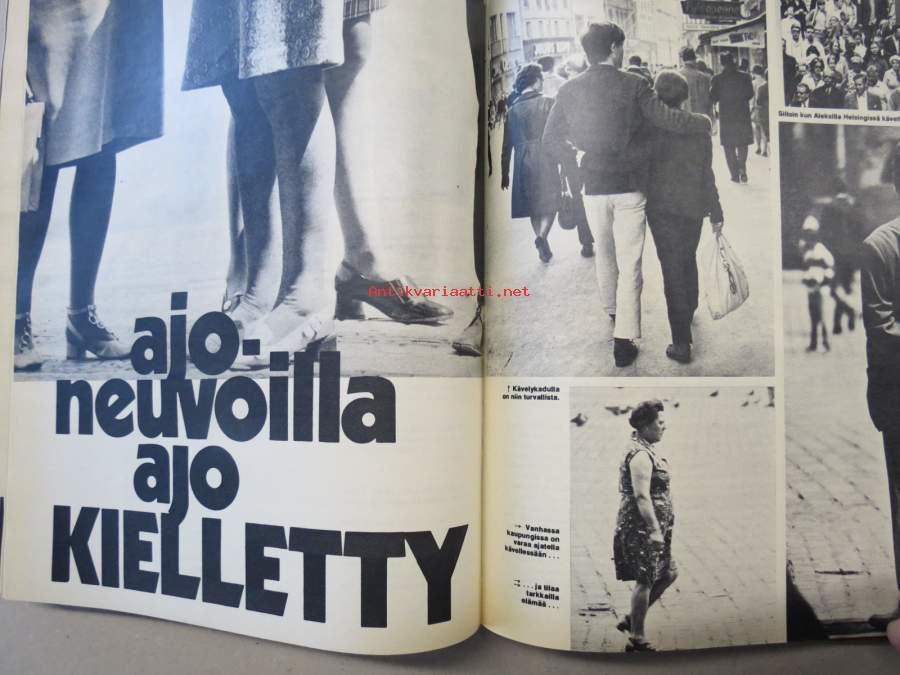 ajo-
neuvoilla
ajo
KIELLETTY
Antikvariaatti.net
↑ Kävelykadulla
on niin turvallista.
→ Vanhassa
kaupungissa on
varaa ajatella
kävellessään . . .
. . . ja tilaa
tarkkailla
elämää . . .
Silloin kun Aleksilla Helsingissä